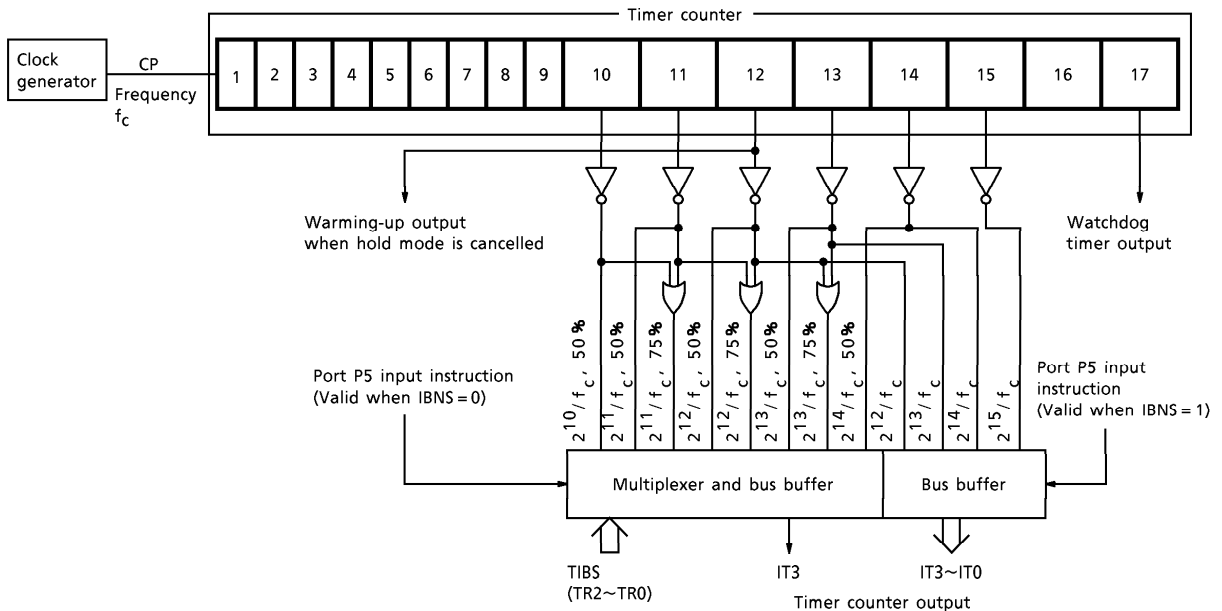 Timer counter
Clock
generator
CP
Frequency
fc
1 2 3 4 5 6 7 8 9 10 11 12 13 14 15 16 17
Warming-up output
when hold mode is cancelled
Watchdog
timer output
2^10/fc, 50%
2^11/fc, 50%
2^11/fc, 75%
2^12/fc, 50%
2^12/fc, 75%
2^13/fc, 50%
2^13/fc, 75%
2^14/fc, 50%
2^12/fc
2^13/fc
2^14/fc
2^15/fc
Port P5 input instruction
(Valid when IBNS=0)
Port P5 input
instruction
(Valid when IBNS=1)
Multiplexer and bus buffer
Bus buffer
TIBS
(TR2~TR0)
IT3
IT3~IT0
Timer counter output